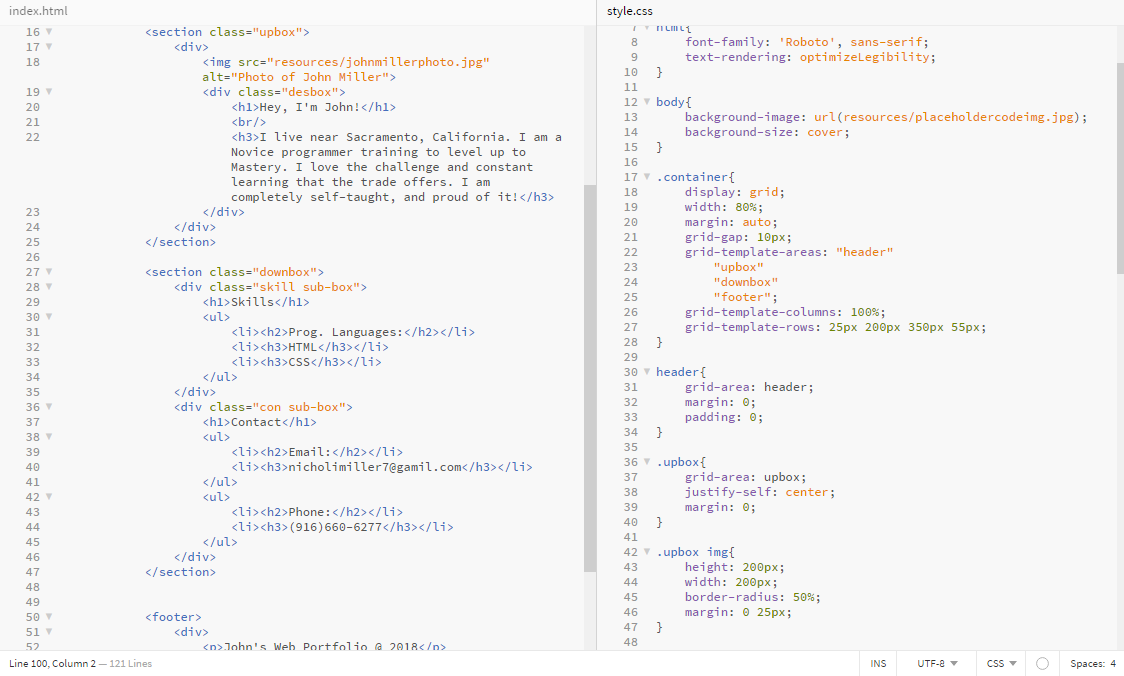 index.html
16 <section class="upbox">
17 <div>
18 <img src="resources/johnmillerphoto.jpg"
alt="Photo of John Miller">
19 <div class="desbox">
20 <h1>Hey, I'm John!</h1>
21 <br/>
22 <h3>I live near Sacramento, California. I am a
Novice programmer training to level up to
Mastery. I love the challenge and constant
learning that the trade offers. I am
completely self-taught, and proud of it!</h3>
23 </div>
24 </div>
25 </section>
26
27 <section class="downbox">
28 <div class="skill sub-box">
29 <h1>Skills</h1>
30 <ul>
31 <li><h2>Prog. Languages:</h2></li>
32 <li><h3>HTML</h3></li>
33 <li><h3>CSS</h3></li>
34 </ul>
35 </div>
36 <div class="con sub-box">
37 <h1>Contact</h1>
38 <ul>
39 <li><h2>Email:</h2></li>
40 <li><h3>nicholimiller7@gamil.com</h3></li>
41 </ul>
42 <ul>
43 <li><h2>Phone:</h2></li>
44 <li><h3>(916)660-6277</h3></li>
45 </ul>
46 </div>
47 </section>
48
49
50 <footer>
51 <div>
52 <p>John's Web Portfolio @ 2018</p>
style.css
7 html{
8 font-family: 'Roboto', sans-serif;
9 text-rendering: optimizeLegibility;
10 }
11
12 body{
13 background-image: url(resources/placeholdercodeimg.jpg);
14 background-size: cover;
15 }
16
17 .container{
18 display: grid;
19 width: 80%;
20 margin: auto;
21 grid-gap: 10px;
22 grid-template-areas: "header"
23 "upbox"
24 "downbox"
25 "footer";
26 grid-template-columns: 100%;
27 grid-template-rows: 25px 200px 350px 55px;
28 }
29
30 header{
31 grid-area: header;
32 margin: 0;
33 padding: 0;
34 }
35
36 .upbox{
37 grid-area: upbox;
38 justify-self: center;
39 margin: 0;
40 }
41
42 .upbox img{
43 height: 200px;
44 width: 200px;
45 border-radius: 50%;
46 margin: 0 25px;
47 }
48
Line 100, Column 2 — 121 Lines
INS UTF-8 CSS Spaces: 4